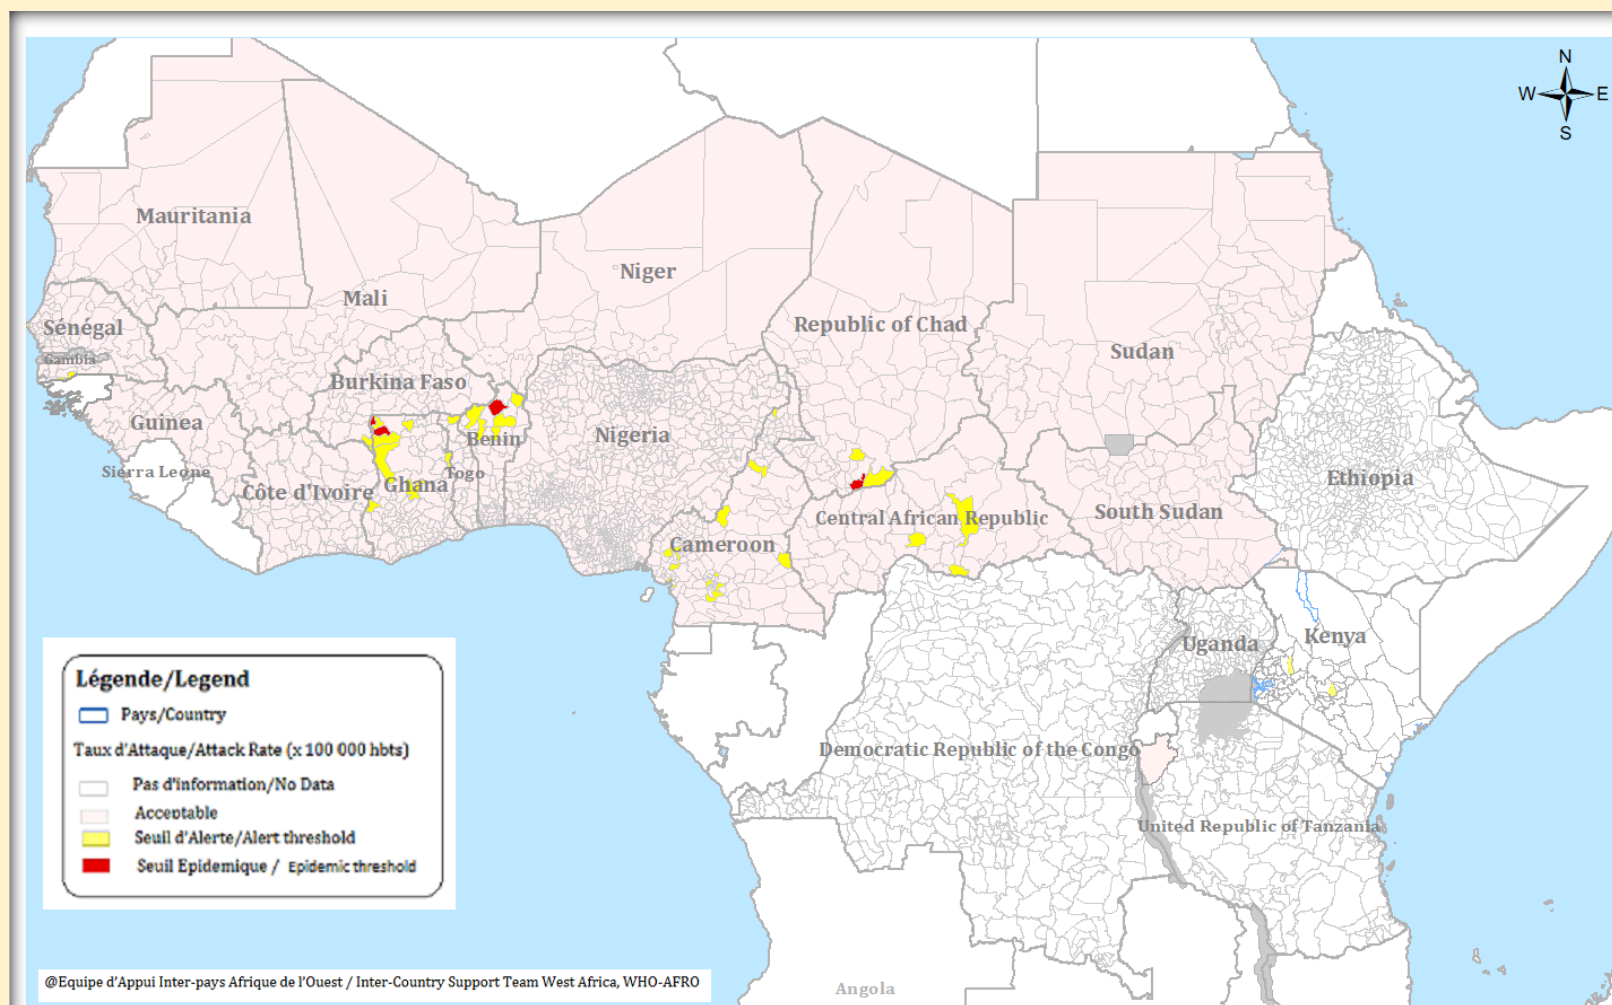 N
W E
S
Mauritania
Niger
Mali
Sénégal
Republic of Chad
Gambia
Sudan
Burkina Faso
Guinea
Benin
Nigeria
Sierra Leone
Togo
Côte d'Ivoire
Ghana
Ethiopia
Central African Republic
South Sudan
Cameroon
Uganda
Kenya
Democratic Republic of the Congo
United Republic of Tanzania
Angola
Légende/Legend
Pays/Country
Taux d'Attaque/Attack Rate (x 100 000 hbts)
Pas d'information/No Data
Acceptable
Seuil d'Alerte/Alert threshold
Seuil Epidemique / Epidemic threshold
@Equipe d'Appui Inter-pays Afrique de l'Ouest / Inter-Country Support Team West Africa, WHO-AFRO